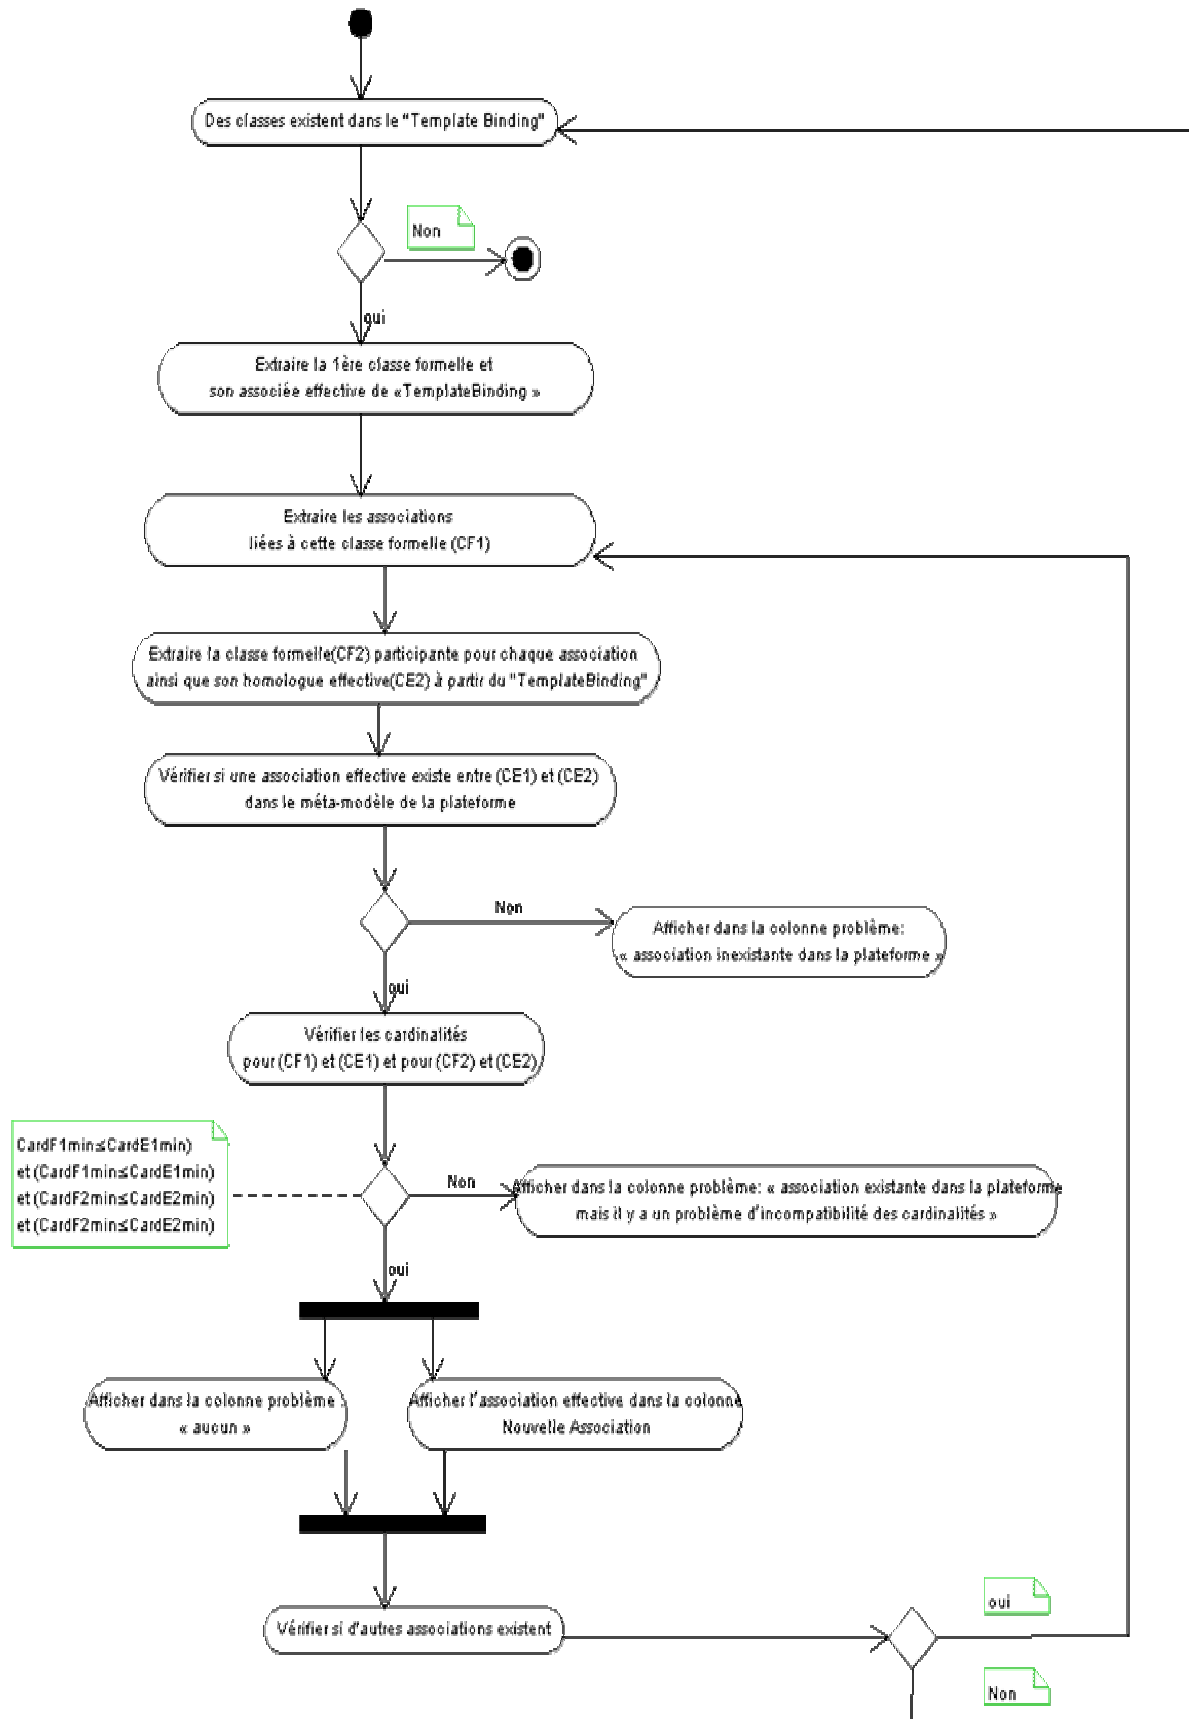 Des classes existent dans le "Template Binding"
Non
oui
Extraire la 1ère classe formelle et
son associée effective de «TemplateBinding »
Extraire les associations
liées à cette classe formelle (CF1)
Extraire la classe formelle(CF2) participante pour chaque association
ainsi que son homologue effective(CE2) à partir du "TemplateBinding"
Vérifier si une association effective existe entre (CE1) et (CE2)
dans le méta-modèle de la plateforme
Non
Afficher dans la colonne problème:
« association inexistante dans la plateforme »
oui
Vérifier les cardinalités
pour (CF1) et (CE1) et pour (CF2) et (CE2)
CardF1min≤CardE1min)
et (CardF1min≤CardE1min)
et (CardF2min≤CardE2min)
et (CardF2min≤CardE2min)
Non
Afficher dans la colonne problème: « association existante dans la plateforme
mais il y a un problème d'incompatibilité des cardinalités »
oui
Afficher dans la colonne problème :
« aucun »
Afficher l'association effective dans la colonne
Nouvelle Association
Vérifier si d'autres associations existent
oui
Non